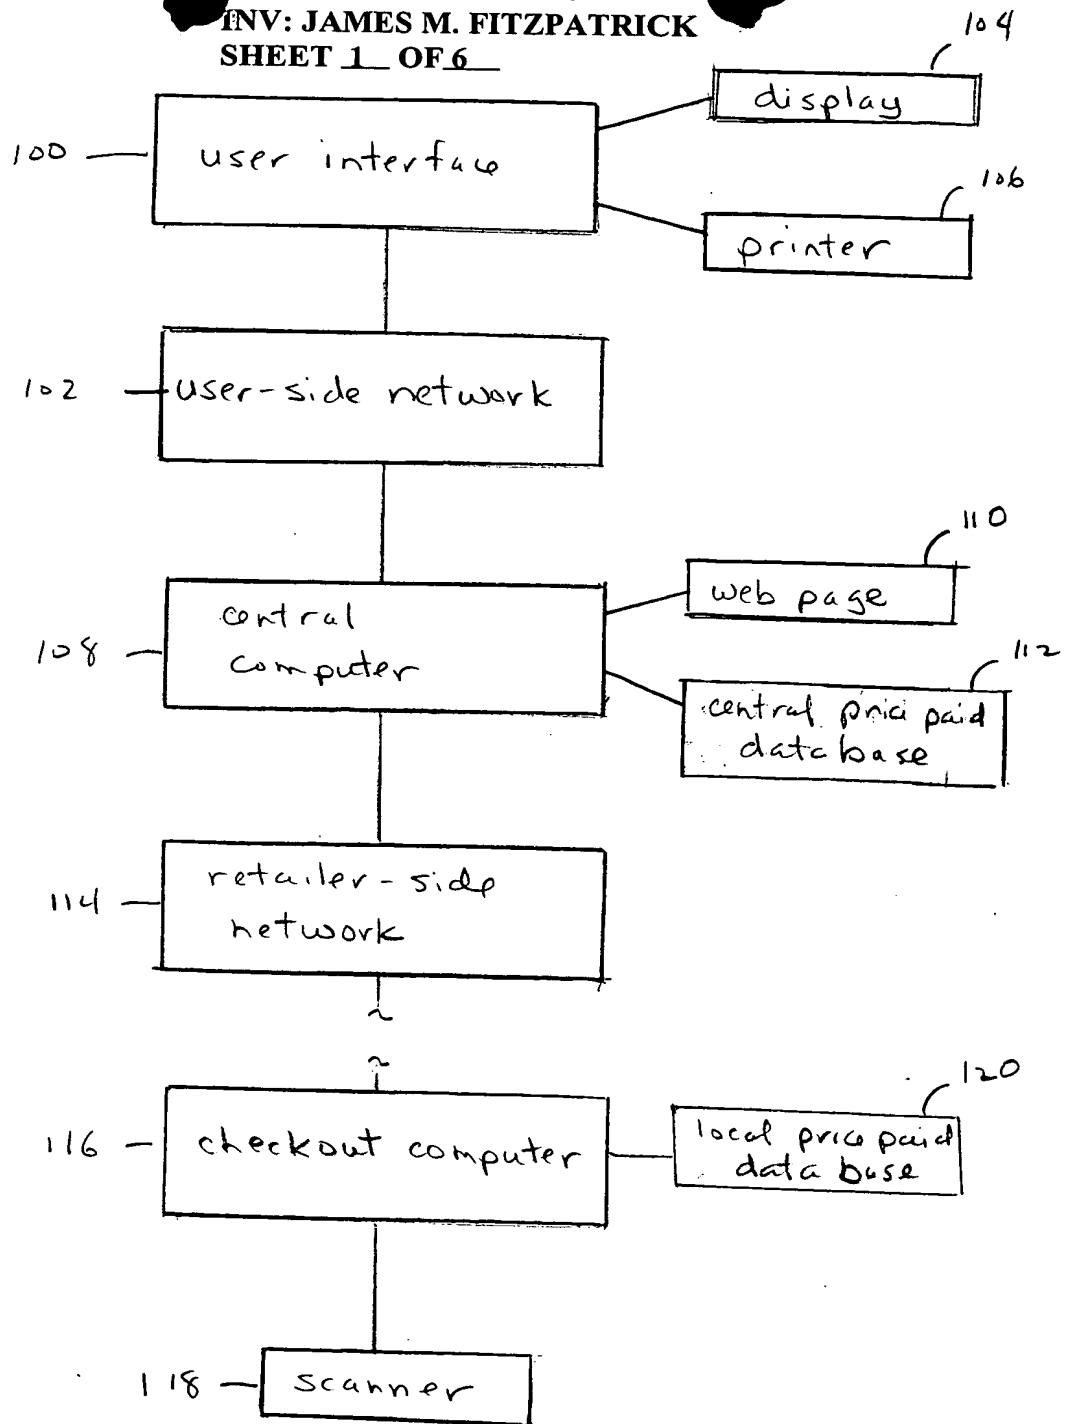 INV: JAMES M. FITZPATRICK
SHEET 1 OF 6
104
display
100
user interface
106
printer
102
user-side network
110
web page
108
central
computer
112
central price paid
database
114
retailer-side
network
120
116
checkout computer
local price paid
database
118
scanner